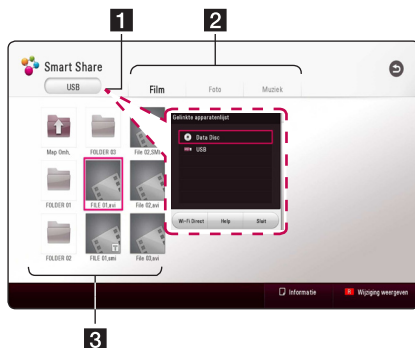 1
2
Smart Share
USB
Film
Foto
Muziek
Gelinkte apparatenlijst
Data Disc
USB
Wi-Fi Direct
Help
Sluit
Map Omh.
FOLDER 03
File 02,SMI
FOLDER 01
FILE 01,avi
File 02,avi
FOLDER 02
FILE 01,smi
File 03,avi
T
Informatie
R Wijziging weergeven
3